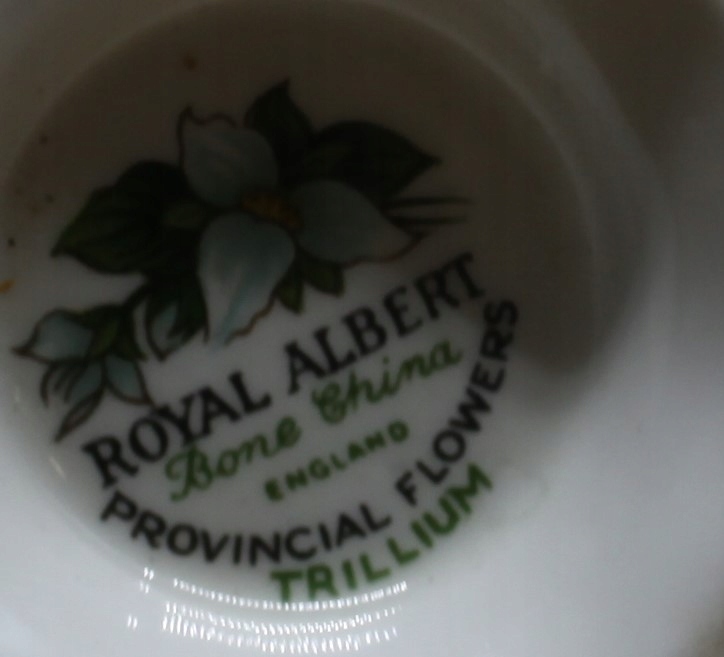 ROYAL ALBERT
Bone China
ENGLAND
PROVINCIAL FLOWERS
TRILLIUM